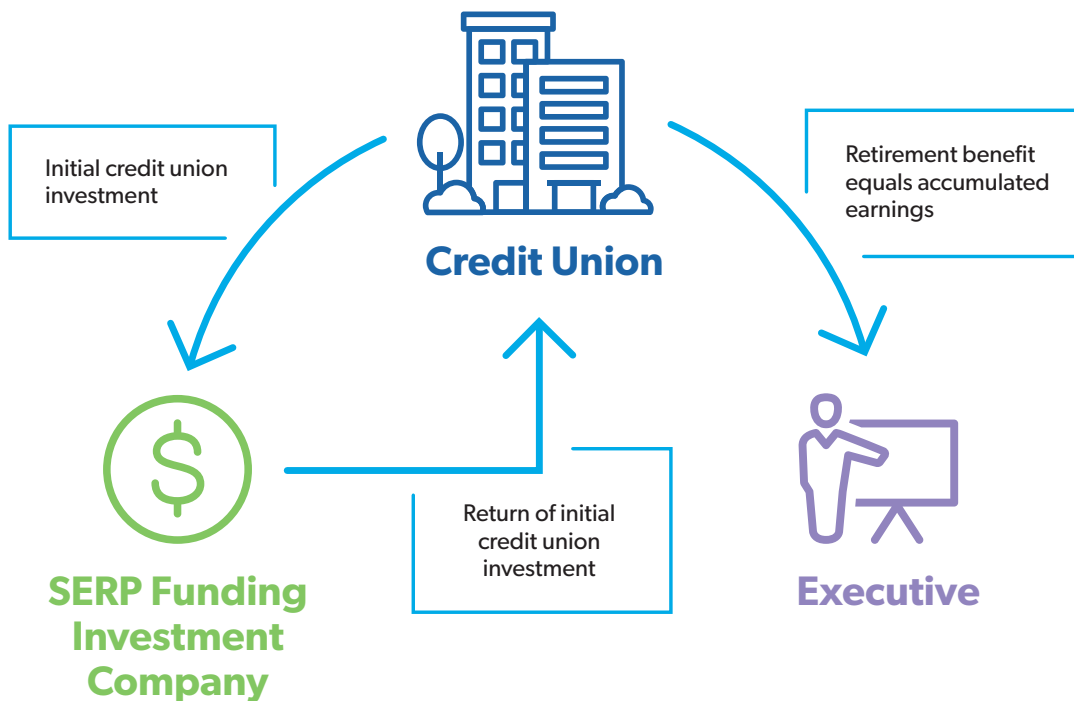 Initial credit union
investment
Retirement benefit
equals accumulated
earnings
Credit Union
Return of initial
credit union
investment
SERP Funding
Investment
Company
Executive